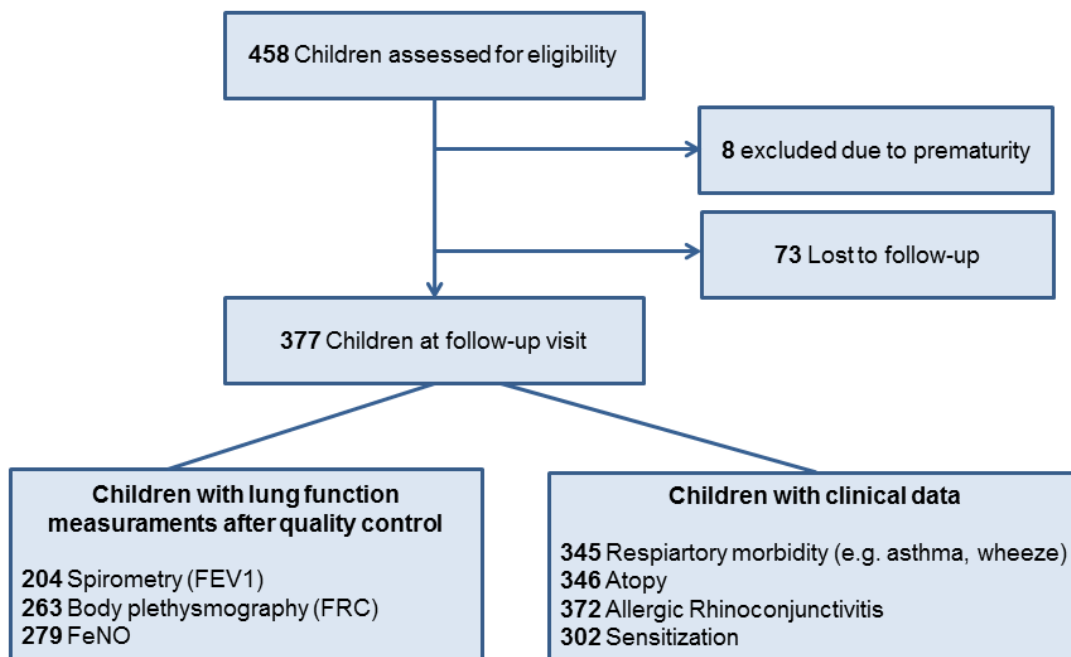 458 Children assessed for eligibility
8 excluded due to prematurity
73 Lost to follow-up
377 Children at follow-up visit
Children with lung function
measuraments after quality control
204 Spirometry (FEV1)
263 Body plethysmography (FRC)
279 FeNO
Children with clinical data
345 Respiartory morbidity (e.g. asthma, wheeze)
346 Atopy
372 Allergic Rhinoconjunctivitis
302 Sensitization